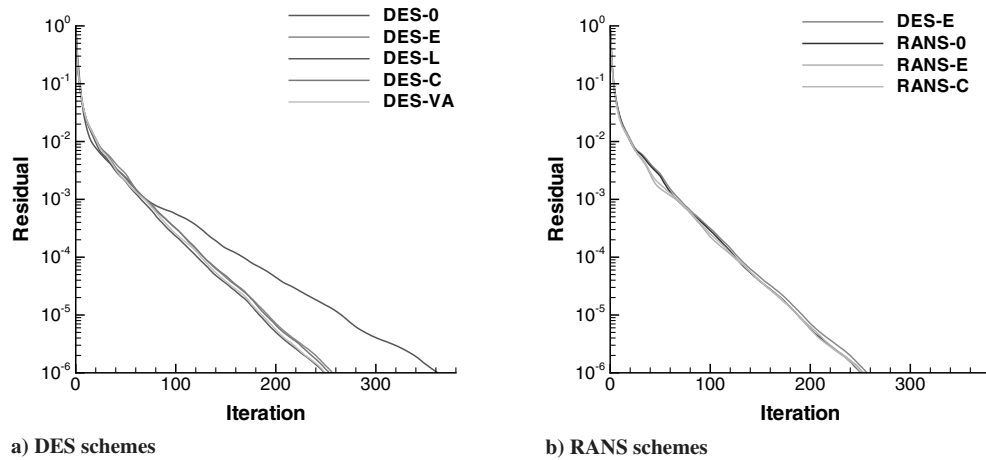 DES-0
DES-E
DES-L
DES-C
DES-VA
10^0
10^-1
10^-2
10^-3
10^-4
10^-5
10^-6
Residual
0 100 200 300
Iteration
a) DES schemes
DES-E
RANS-0
RANS-E
RANS-C
10^0
10^-1
10^-2
10^-3
10^-4
10^-5
10^-6
Residual
0 100 200 300
Iteration
b) RANS schemes